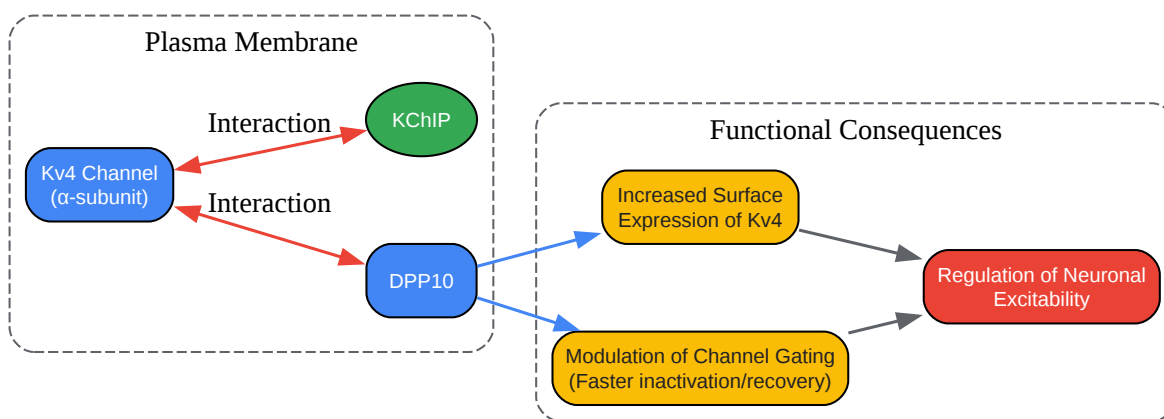 Plasma Membrane
Interaction
KChIP
Kv4 Channel
(α-subunit)
Interaction
DPP10
Functional Consequences
Increased Surface
Expression of Kv4
Regulation of Neuronal
Excitability
Modulation of Channel Gating
(Faster inactivation/recovery)